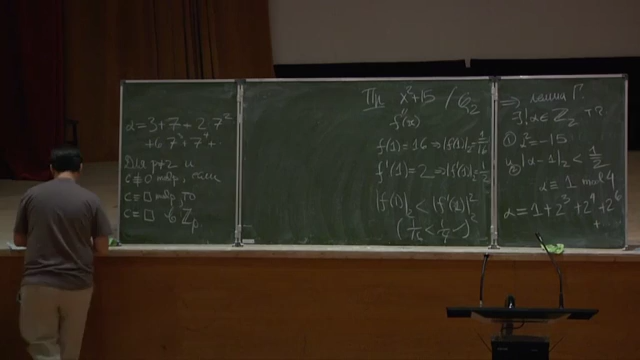 α = 3 + 7 + 2·7² +
+ 6·7³ + 7⁴ +
Для p≠2 и
c ≢ 0 mod p, если
c ≡ □ mod p, то
c = □ в ℤp
Пр x²+15 / ℚ₂
f(x)
f(1) = 16 ⇒ |f(1)|₂ = 1/16
f'(1) = 2 ⇒ |f'(1)|₂ = 1/2
|f(1)|₂ < |f'(1)|₂²
(1/16 < 1/4 ✓)
⇒ лемма Г.
∃! α ∈ ℤ₂ т.ч.
① α² = -15
и ② |α - 1|₂ < 1/2
α ≡ 1 mod 4
α = 1 + 2³ + 2⁴ + 2⁶
+